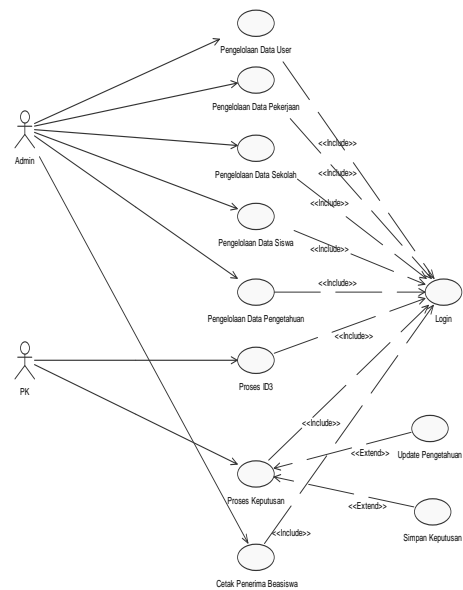 Pengelolaan Data User
Pengelolaan Data Pekerjaan
<<Include>>
Admin
<<Include>>
Pengelolaan Data Sekolah
<<Include>>
Pengelolaan Data Siswa
<<Include>>
<<Include>>
Pengelolaan Data Pengetahuan
Login
<<Include>>
Proses ID3
PK
<<Include>>
<<Extend>>
Update Pengetahuan
Proses Keputusan
<<Extend>>
<<Include>>
Simpan Keputusan
Cetak Penerima Beasiswa